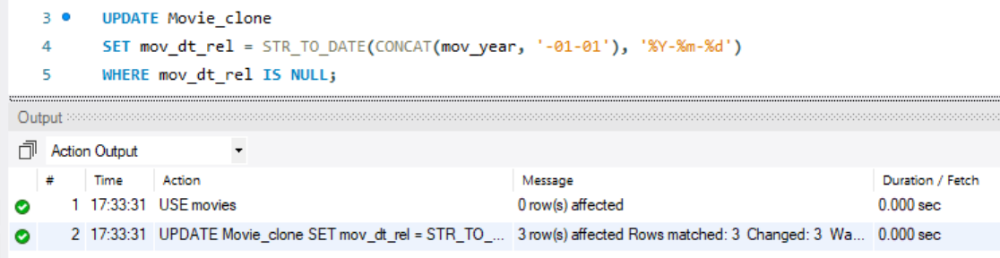 3 UPDATE Movie_clone
4 SET mov_dt_rel = STR_TO_DATE(CONCAT(mov_year, '-01-01'), '%Y-%m-%d')
5 WHERE mov_dt_rel IS NULL;
Output
Action Output
# Time Action Message Duration / Fetch
1 17:33:31 USE movies 0 row(s) affected 0.000 sec
2 17:33:31 UPDATE Movie_clone SET mov_dt_rel = STR_TO_... 3 row(s) affected Rows matched: 3 Changed: 3 Wa... 0.000 sec